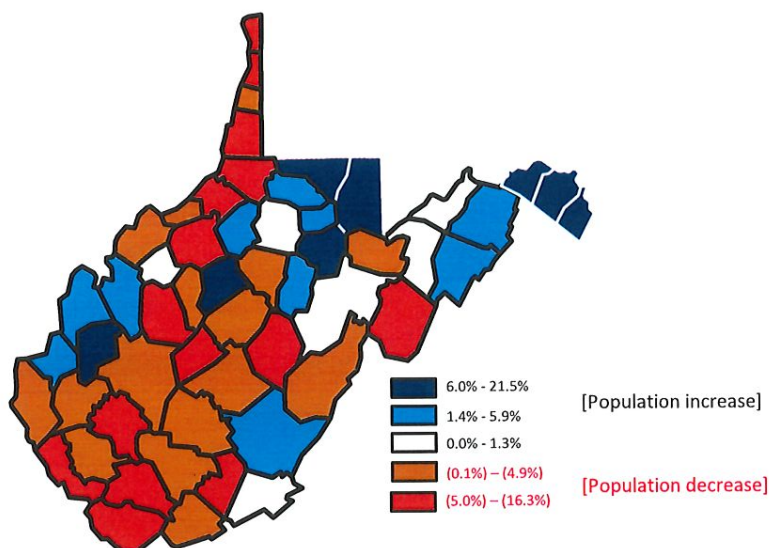 6.0% - 21.5%
[Population increase]
1.4% - 5.9%
0.0% - 1.3%
(0.1%) – (4.9%)
[Population decrease]
(5.0%) – (16.3%)